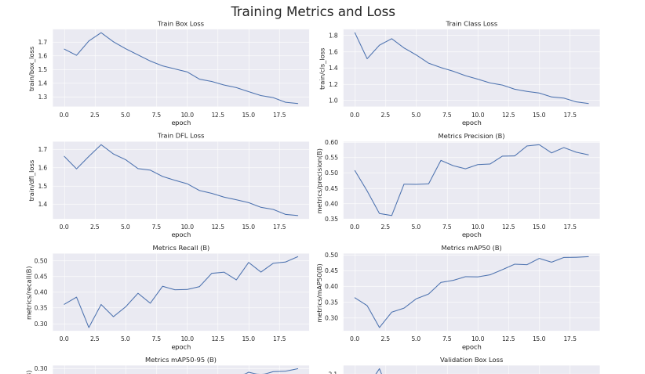 Training Metrics and Loss
Train Box Loss
train/box_loss
1.7
1.6
1.5
1.4
1.3
0.0 2.5 5.0 7.5 10.0 12.5 15.0 17.5
epoch
Train Class Loss
train/cls_loss
1.8
1.6
1.4
1.2
1.0
0.0 2.5 5.0 7.5 10.0 12.5 15.0 17.5
epoch
Train DFL Loss
train/dfl_loss
1.7
1.6
1.5
1.4
0.0 2.5 5.0 7.5 10.0 12.5 15.0 17.5
epoch
Metrics Precision (B)
metrics/precision(B)
0.60
0.55
0.50
0.45
0.40
0.35
0.0 2.5 5.0 7.5 10.0 12.5 15.0 17.5
epoch
Metrics Recall (B)
metrics/recall(B)
0.50
0.45
0.40
0.35
0.30
0.0 2.5 5.0 7.5 10.0 12.5 15.0 17.5
epoch
Metrics mAP50 (B)
metrics/mAP50(B)
0.50
0.45
0.40
0.35
0.30
0.0 2.5 5.0 7.5 10.0 12.5 15.0 17.5
epoch
Metrics mAP50-95 (B)
0.30
Validation Box Loss